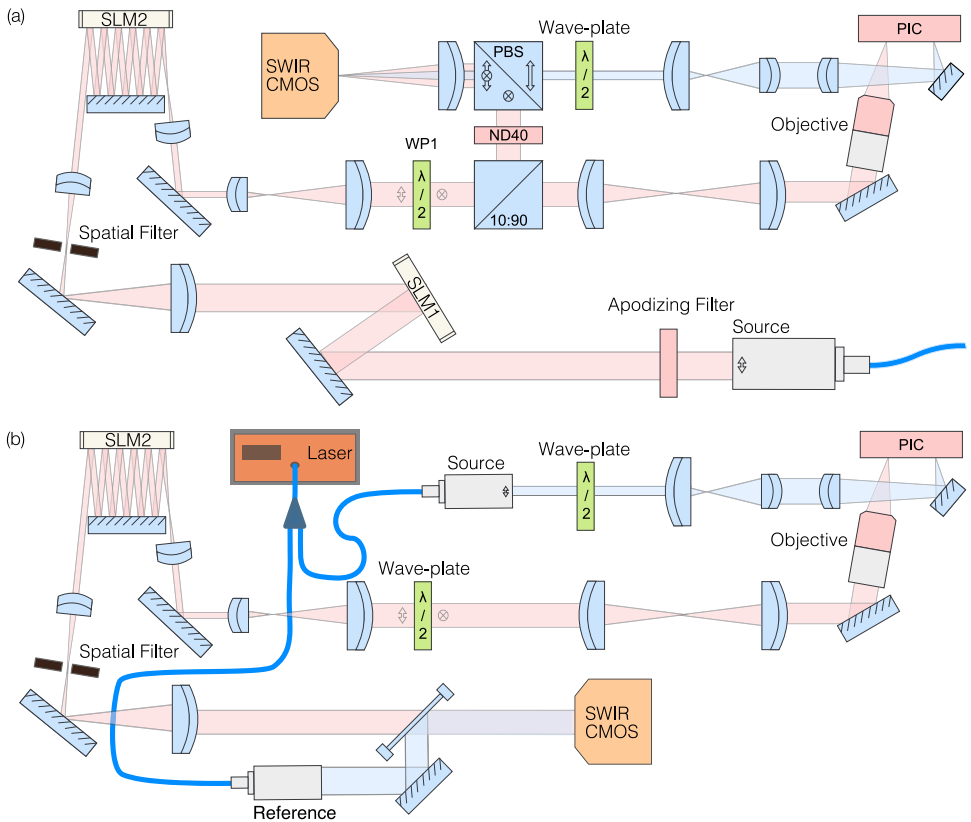 (a)
SLM2
SWIR
CMOS
PBS
Wave-plate
λ
/
2
PIC
Objective
ND40
WP1
λ
/
2
10:90
Spatial Filter
SLM1
Apodizing Filter
Source
(b)
SLM2
Laser
Source
Wave-plate
λ
/
2
PIC
Objective
Wave-plate
λ
/
2
Spatial Filter
SWIR
CMOS
Reference